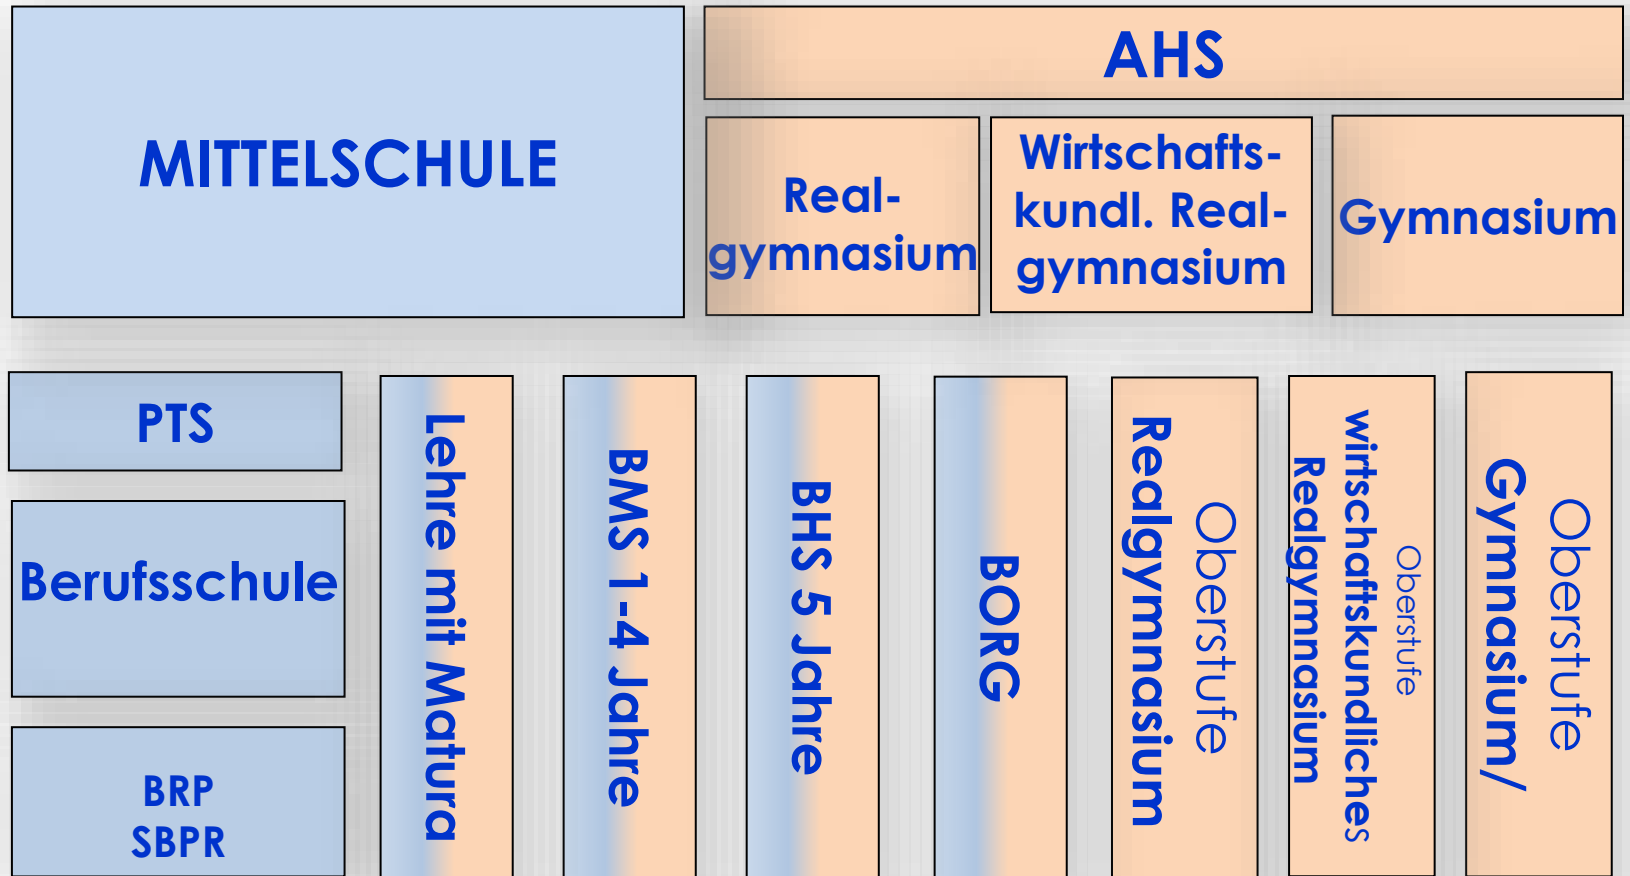 MITTELSCHULE
AHS
Real-
gymnasium
Wirtschafts-
kundl. Real-
gymnasium
Gymnasium
PTS
Berufsschule
BRP
SBPR
Lehre mit Matura
BMS 1-4 Jahre
BHS 5 Jahre
BORG
Oberstufe
Realgymnasium
Oberstufe
wirtschaftskundliches
Realgymnasium
Oberstufe
Gymnasium/